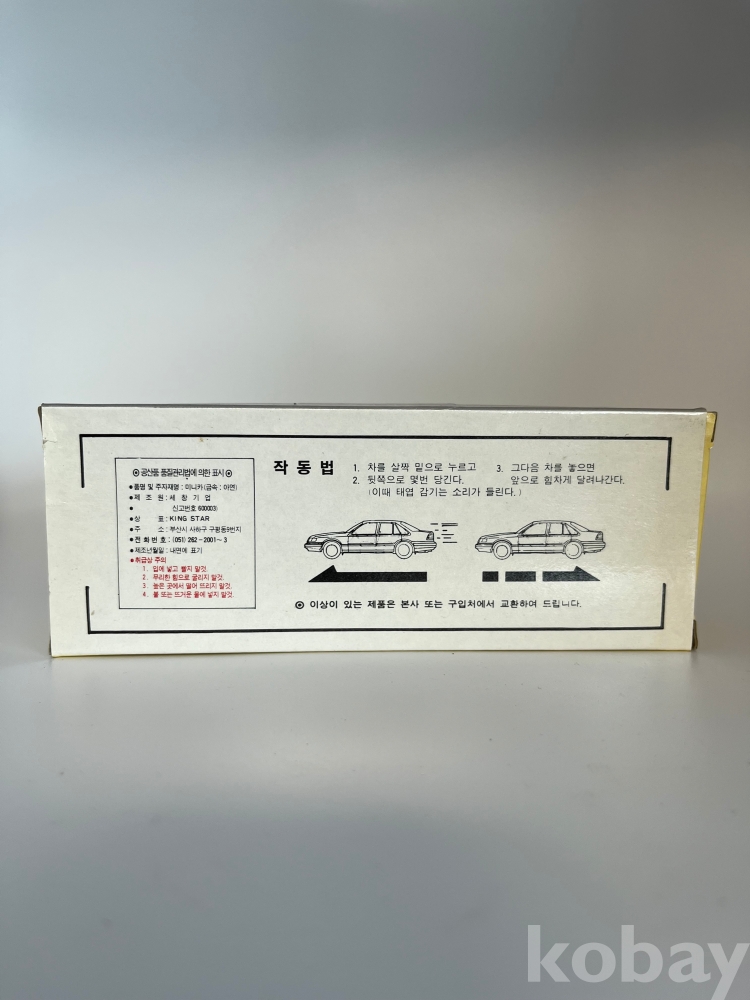 ◉ 공산품 품질관리법에 의한 표시 ◉
● 품명 및 주자재명 : 미니카(금속 : 아연)
● 제 조 원 : 세 창 기 업
● 신고번호 600003)
● 상 표 : KING STAR
● 주 소 : 부산시 사하구 구평동9번지
● 전 화 번 호 : (051) 262-2001~3
● 제조년월일 : 내면에 표기
● 취급상 주의
1. 입에 넣고 빨지 말것.
2. 무리한 힘으로 굴리지 말것.
3. 높은 곳에서 떨어 뜨리지 말것.
4. 불 또는 뜨거운 물에 넣지 말것.
작 동 법
1. 차를 살짝 밑으로 누르고
2. 뒷쪽으로 몇번 당긴다.
(이때 태엽 감기는 소리가 들린다.)
3. 그다음 차를 놓으면
앞으로 힘차게 달려나간다.
◉ 이상이 있는 제품은 본사 또는 구입처에서 교환하여 드립니다.
kobay